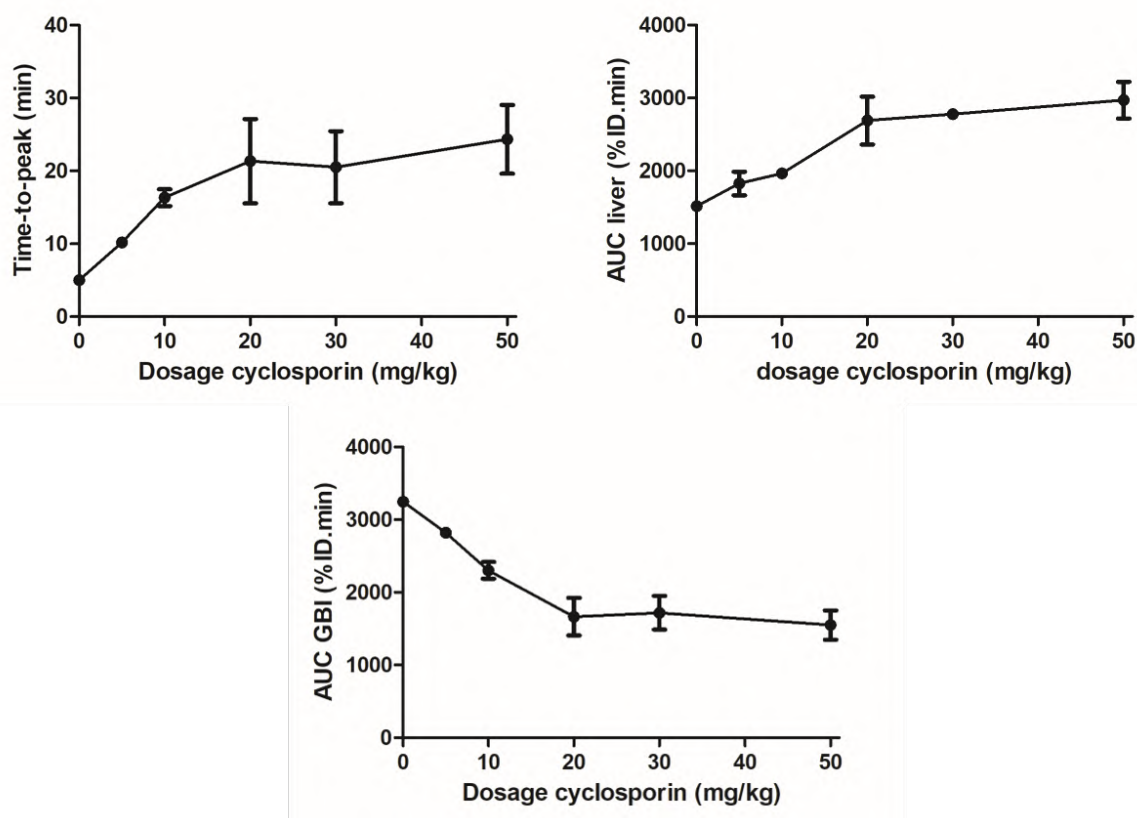 Time-to-peak (min)
40
30
20
10
0
0 10 20 30 40 50
Dosage cyclosporin (mg/kg)
AUC liver (%ID.min)
4000
3000
2000
1000
0
0 10 20 30 40 50
dosage cyclosporin (mg/kg)
AUC GBI (%ID.min)
4000
3000
2000
1000
0
0 10 20 30 40 50
Dosage cyclosporin (mg/kg)